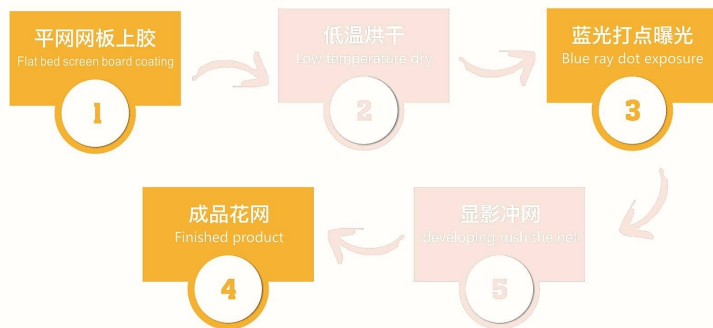 平网网板上胶
Flat bed screen board coating
1
低温烘干
Low temperature dry
2
蓝光打点曝光
Blue ray dot exposure
3
成品花网
Finished product
4
显影冲网
developing rush the net
5